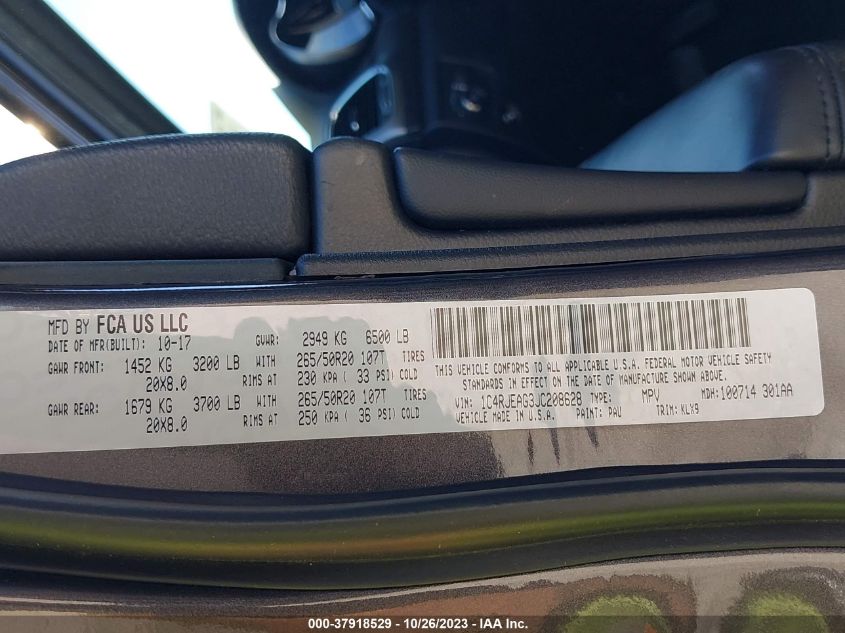 MFD BY FCA US LLC
DATE OF MFR(BUILT): 10-17 GVWR: 2949 KG 6500 LB
GAWR FRONT: 1452 KG 3200 LB WITH 265/50R20 107T TIRES
20X8.0 RIMS AT 230 KPA ( 33 PSI) COLD
GAWR REAR: 1679 KG 3700 LB WITH 265/50R20 107T TIRES
20X8.0 RIMS AT 250 KPA ( 36 PSI) COLD
THIS VEHICLE CONFORMS TO ALL APPLICABLE U.S.A. FEDERAL MOTOR VEHICLE SAFETY
STANDARDS IN EFFECT ON THE DATE OF MANUFACTURE SHOWN ABOVE.
VIN: 1C4RJEAG3JC208628 TYPE: MPV MDH:100714 301AA
VEHICLE MADE IN U.S.A. PAINT: PAU TRIM: KLX9
000-37918529 - 10/26/2023 - IAA Inc.